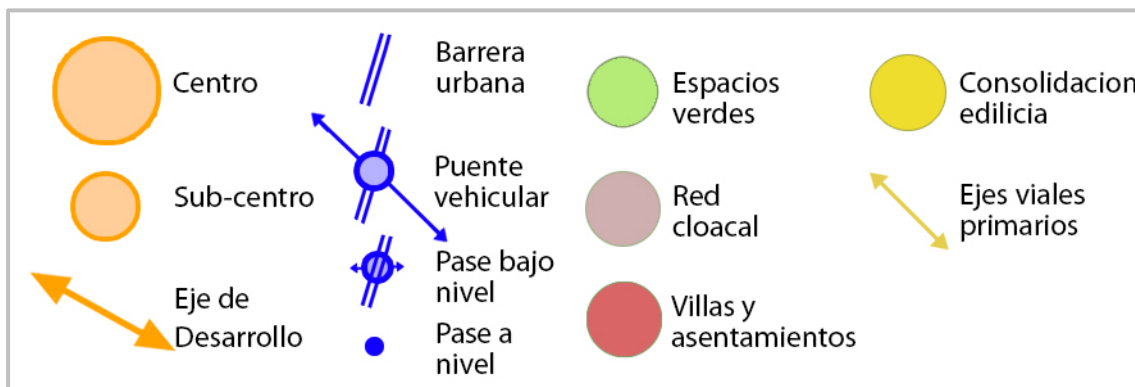 Centro
Sub-centro
Eje de
Desarrollo
Barrera
urbana
Puente
vehicular
Pase bajo
nivel
Pase a
nivel
Espacios
verdes
Red
cloacal
Villas y
asentamientos
Consolidacion
edilicia
Ejes viales
primarios